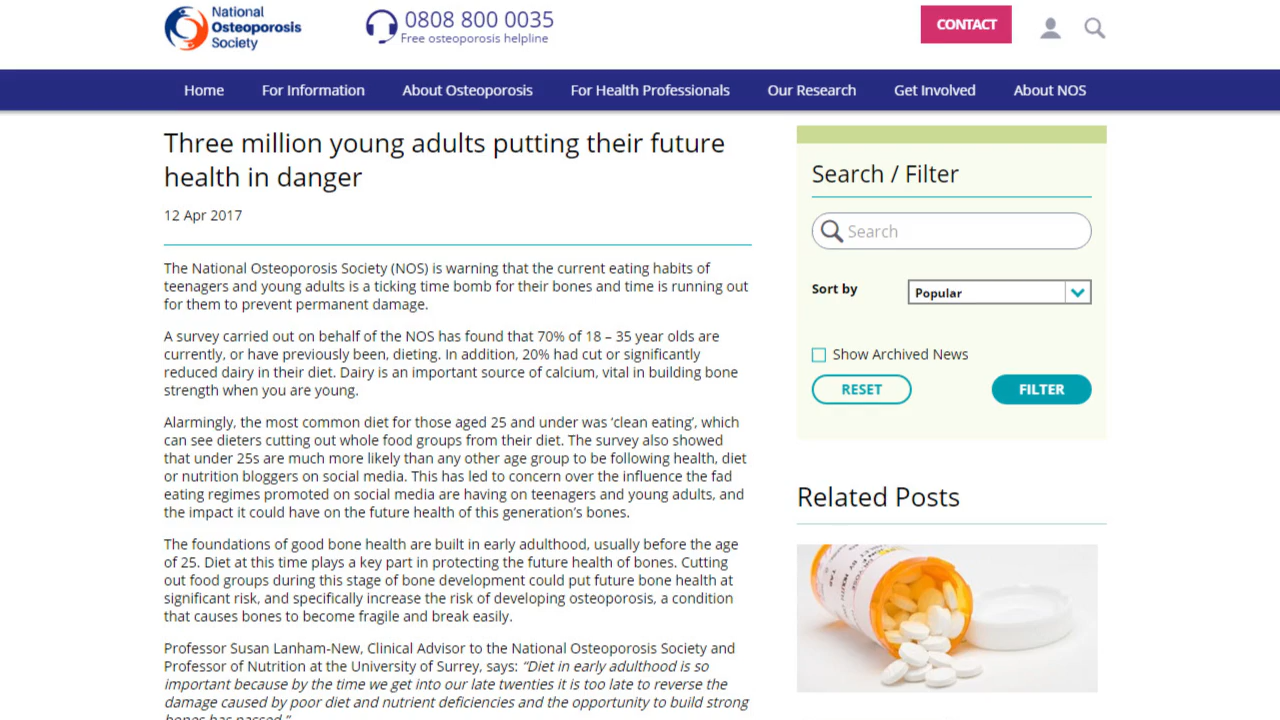 National
Osteoporosis
Society
0808 800 0035
Free osteoporosis helpline
CONTACT
Home
For Information
About Osteoporosis
For Health Professionals
Our Research
Get Involved
About NOS
Three million young adults putting their future
health in danger
12 Apr 2017
The National Osteoporosis Society (NOS) is warning that the current eating habits of
teenagers and young adults is a ticking time bomb for their bones and time is running out
for them to prevent permanent damage.
A survey carried out on behalf of the NOS has found that 70% of 18 – 35 year olds are
currently, or have previously been, dieting. In addition, 20% had cut or significantly
reduced dairy in their diet. Dairy is an important source of calcium, vital in building bone
strength when you are young.
Alarmingly, the most common diet for those aged 25 and under was ‘clean eating’, which
can see dieters cutting out whole food groups from their diet. The survey also showed
that under 25s are much more likely than any other age group to be following health, diet
or nutrition bloggers on social media. This has led to concern over the influence the fad
eating regimes promoted on social media are having on teenagers and young adults, and
the impact it could have on the future health of this generation’s bones.
The foundations of good bone health are built in early adulthood, usually before the age
of 25. Diet at this time plays a key part in protecting the future health of bones. Cutting
out food groups during this stage of bone development could put future bone health at
significant risk, and specifically increase the risk of developing osteoporosis, a condition
that causes bones to become fragile and break easily.
Professor Susan Lanham-New, Clinical Advisor to the National Osteoporosis Society and
Professor of Nutrition at the University of Surrey, says: “Diet in early adulthood is so
important because by the time we get into our late twenties it is too late to reverse the
damage caused by poor diet and nutrient deficiencies and the opportunity to build strong
bones has passed.”
Search / Filter
Search
Sort by
Popular
Show Archived News
RESET
FILTER
Related Posts